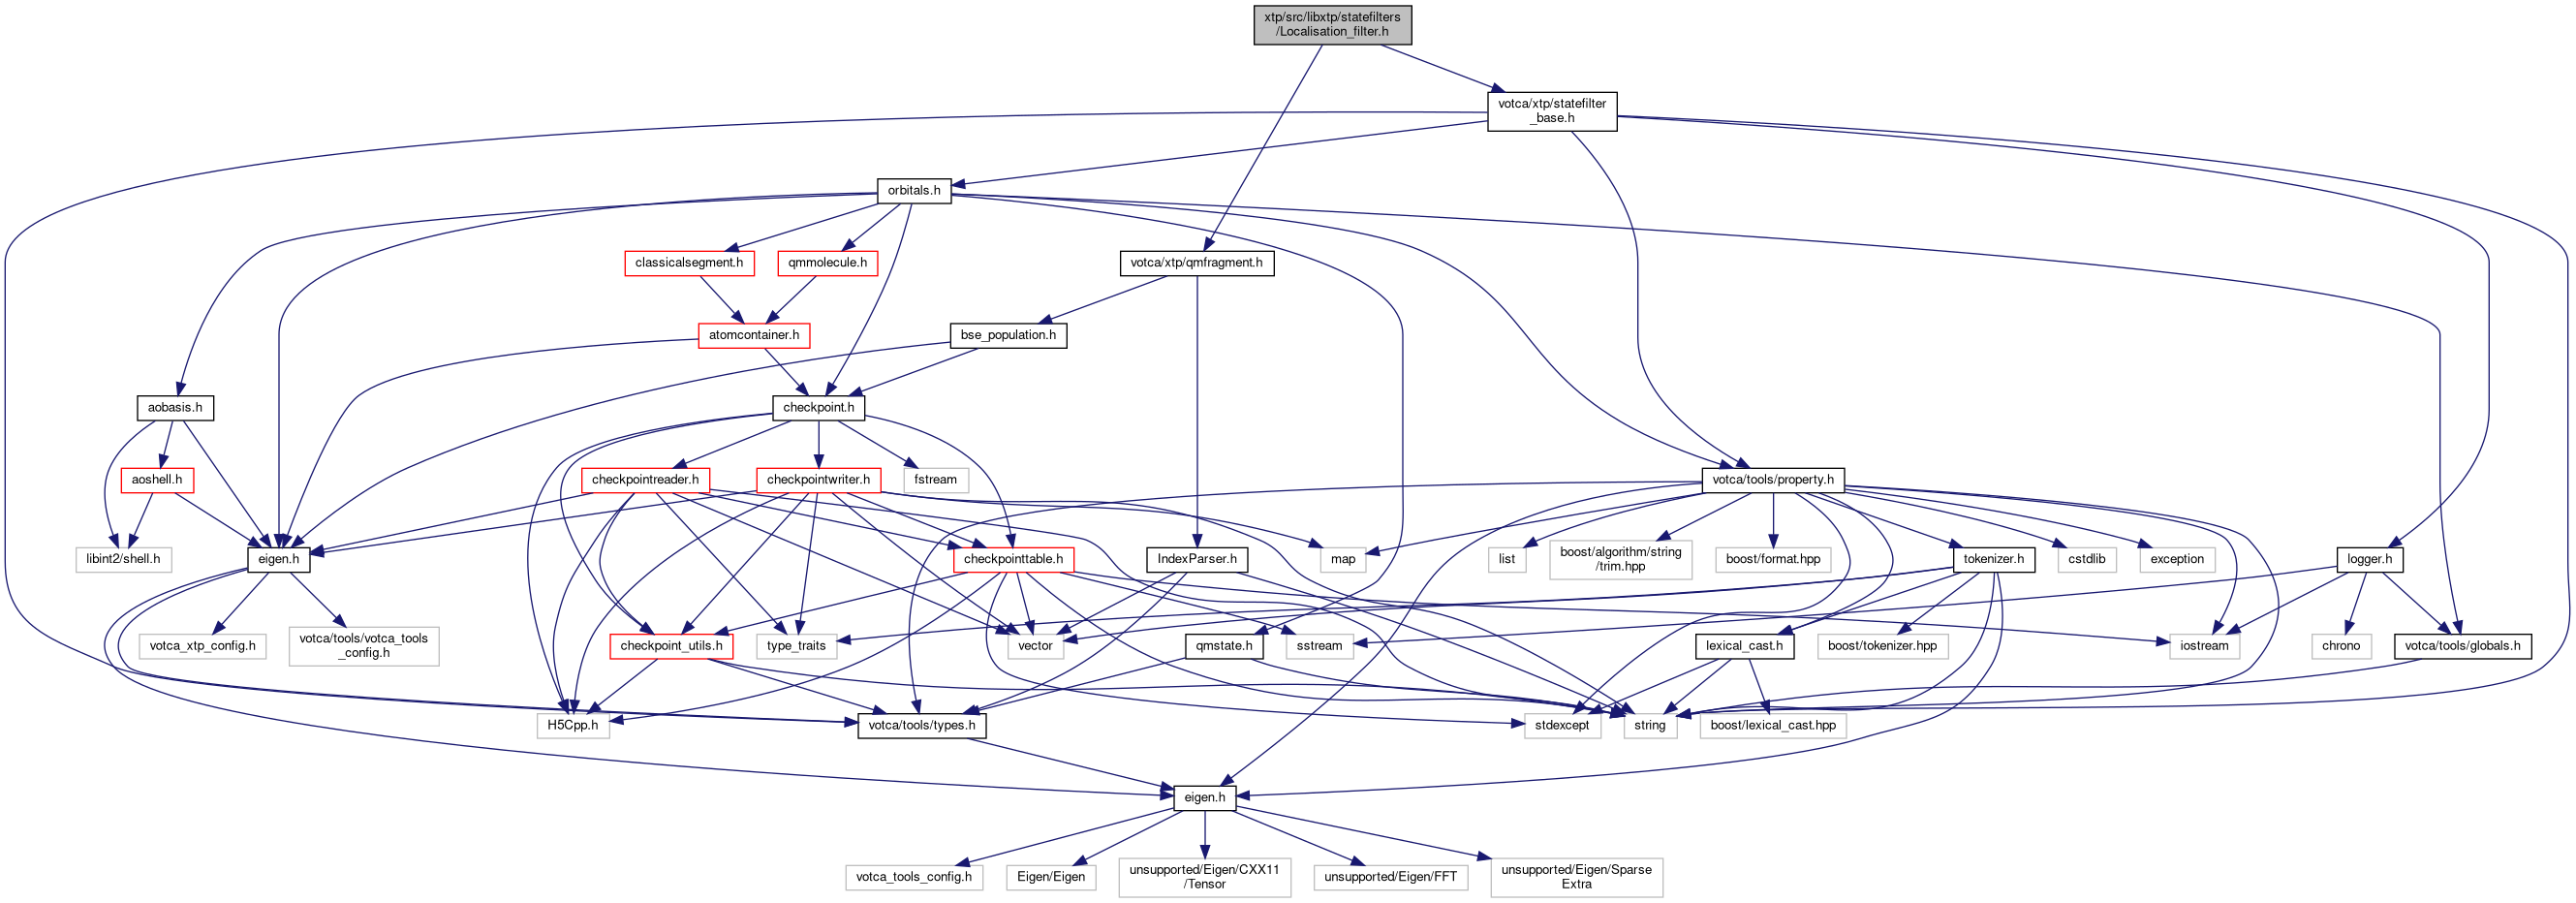 xtp/src/libxtp/statefilters
/Localisation_filter.h
votca/xtp/statefilter
_base.h
orbitals.h
classicalsegment.h
qmmolecule.h
votca/xtp/qmfragment.h
atomcontainer.h
bse_population.h
aobasis.h
checkpoint.h
aoshell.h
checkpointreader.h
checkpointwriter.h
fstream
votca/tools/property.h
libint2/shell.h
eigen.h
checkpointtable.h
IndexParser.h
map
list
boost/algorithm/string
/trim.hpp
boost/format.hpp
tokenizer.h
cstdlib
exception
logger.h
votca_xtp_config.h
votca/tools/votca_tools
_config.h
checkpoint_utils.h
type_traits
vector
qmstate.h
sstream
lexical_cast.h
boost/tokenizer.hpp
iostream
chrono
votca/tools/globals.h
H5Cpp.h
votca/tools/types.h
stdexcept
string
boost/lexical_cast.hpp
eigen.h
votca_tools_config.h
Eigen/Eigen
unsupported/Eigen/CXX11
/Tensor
unsupported/Eigen/FFT
unsupported/Eigen/Sparse
Extra